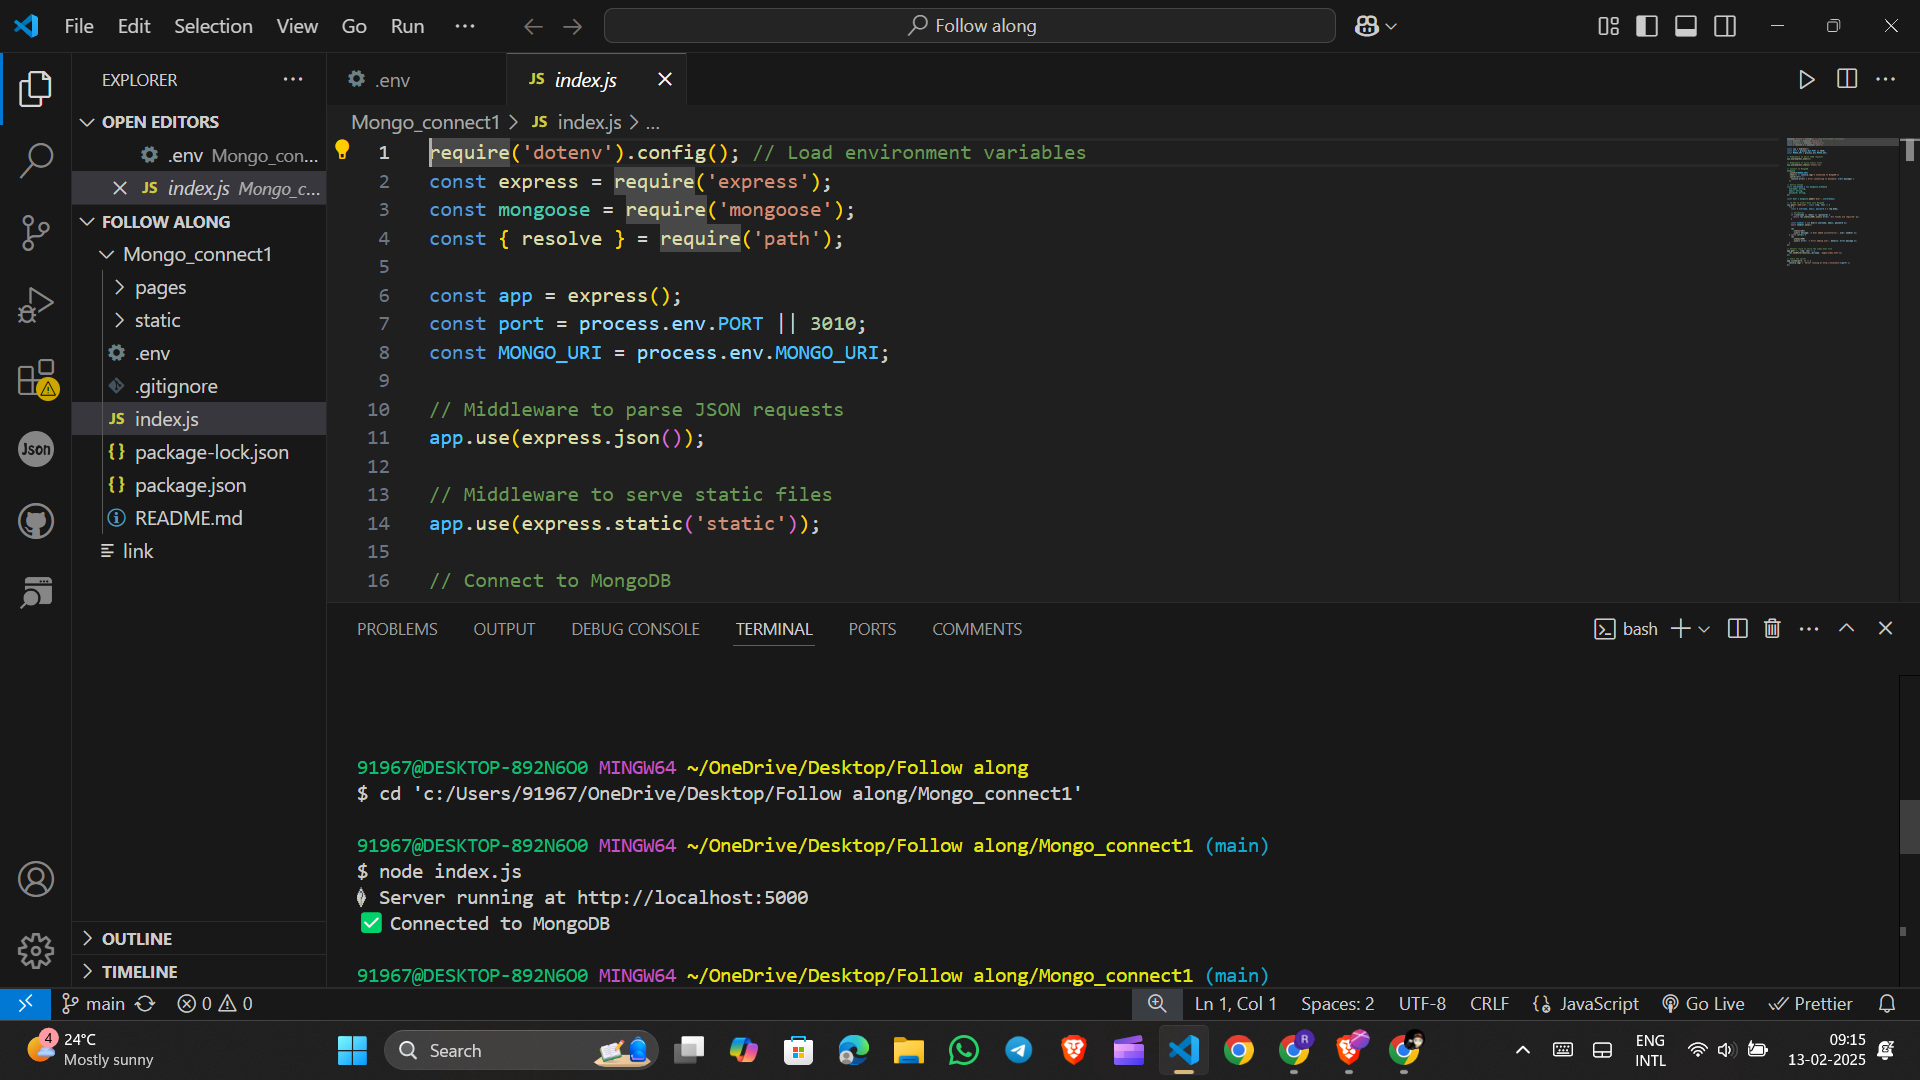 File Edit Selection View Go Run ...
Follow along
EXPLORER
OPEN EDITORS
.env Mongo_con...
JS index.js Mongo_c...
FOLLOW ALONG
Mongo_connect1
pages
static
.env
.gitignore
JS index.js
{} package-lock.json
{} package.json
README.md
link
OUTLINE
TIMELINE
Json
.env
JS index.js
Mongo_connect1 > JS index.js > ...
1 require('dotenv').config(); // Load environment variables
2 const express = require('express');
3 const mongoose = require('mongoose');
4 const { resolve } = require('path');
5
6 const app = express();
7 const port = process.env.PORT || 3010;
8 const MONGO_URI = process.env.MONGO_URI;
9
10 // Middleware to parse JSON requests
11 app.use(express.json());
12
13 // Middleware to serve static files
14 app.use(express.static('static'));
15
16 // Connect to MongoDB
PROBLEMS OUTPUT DEBUG CONSOLE TERMINAL PORTS COMMENTS
bash
91967@DESKTOP-892N6O0 MINGW64 ~/OneDrive/Desktop/Follow along
$ cd 'c:/Users/91967/OneDrive/Desktop/Follow along/Mongo_connect1'
91967@DESKTOP-892N6O0 MINGW64 ~/OneDrive/Desktop/Follow along/Mongo_connect1 (main)
$ node index.js
Server running at http://localhost:5000
✅ Connected to MongoDB
91967@DESKTOP-892N6O0 MINGW64 ~/OneDrive/Desktop/Follow along/Mongo_connect1 (main)
main 0 0
Ln 1, Col 1 Spaces: 2 UTF-8 CRLF JavaScript Go Live Prettier
4 24°C
Mostly sunny
Search
R
ENG
INTL
09:15
13-02-2025